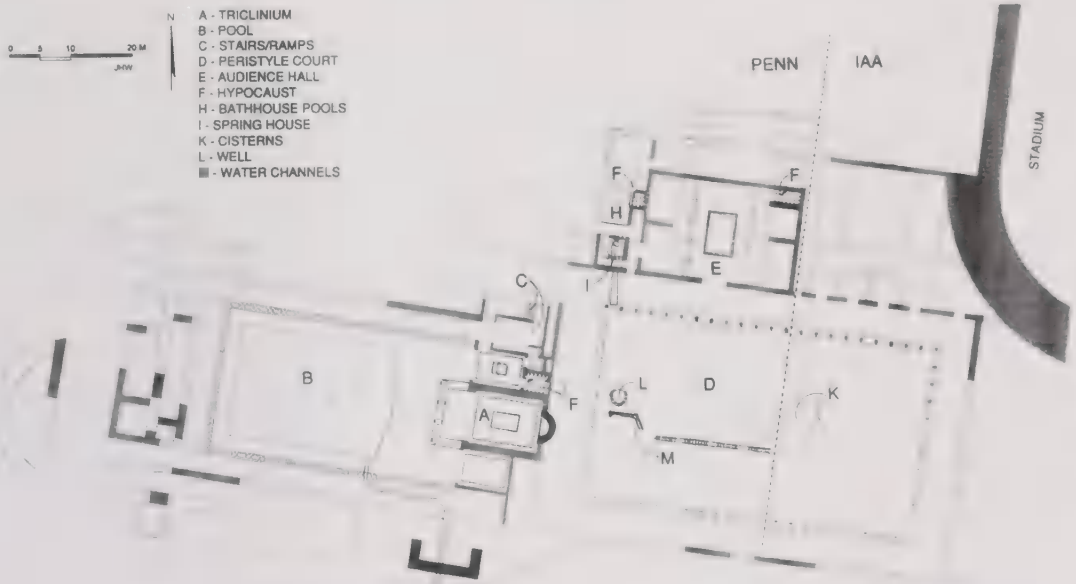 0 5 10 20 M
JHW
N
A - TRICLINIUM
B - POOL
C - STAIRS/RAMPS
D - PERISTYLE COURT
E - AUDIENCE HALL
F - HYPOCAUST
H - BATHHOUSE POOLS
I - SPRING HOUSE
K - CISTERNS
L - WELL
- WATER CHANNELS
PENN IAA
STADIUM
F
F
H
E
I
C
B
L
D
K
F
A
M